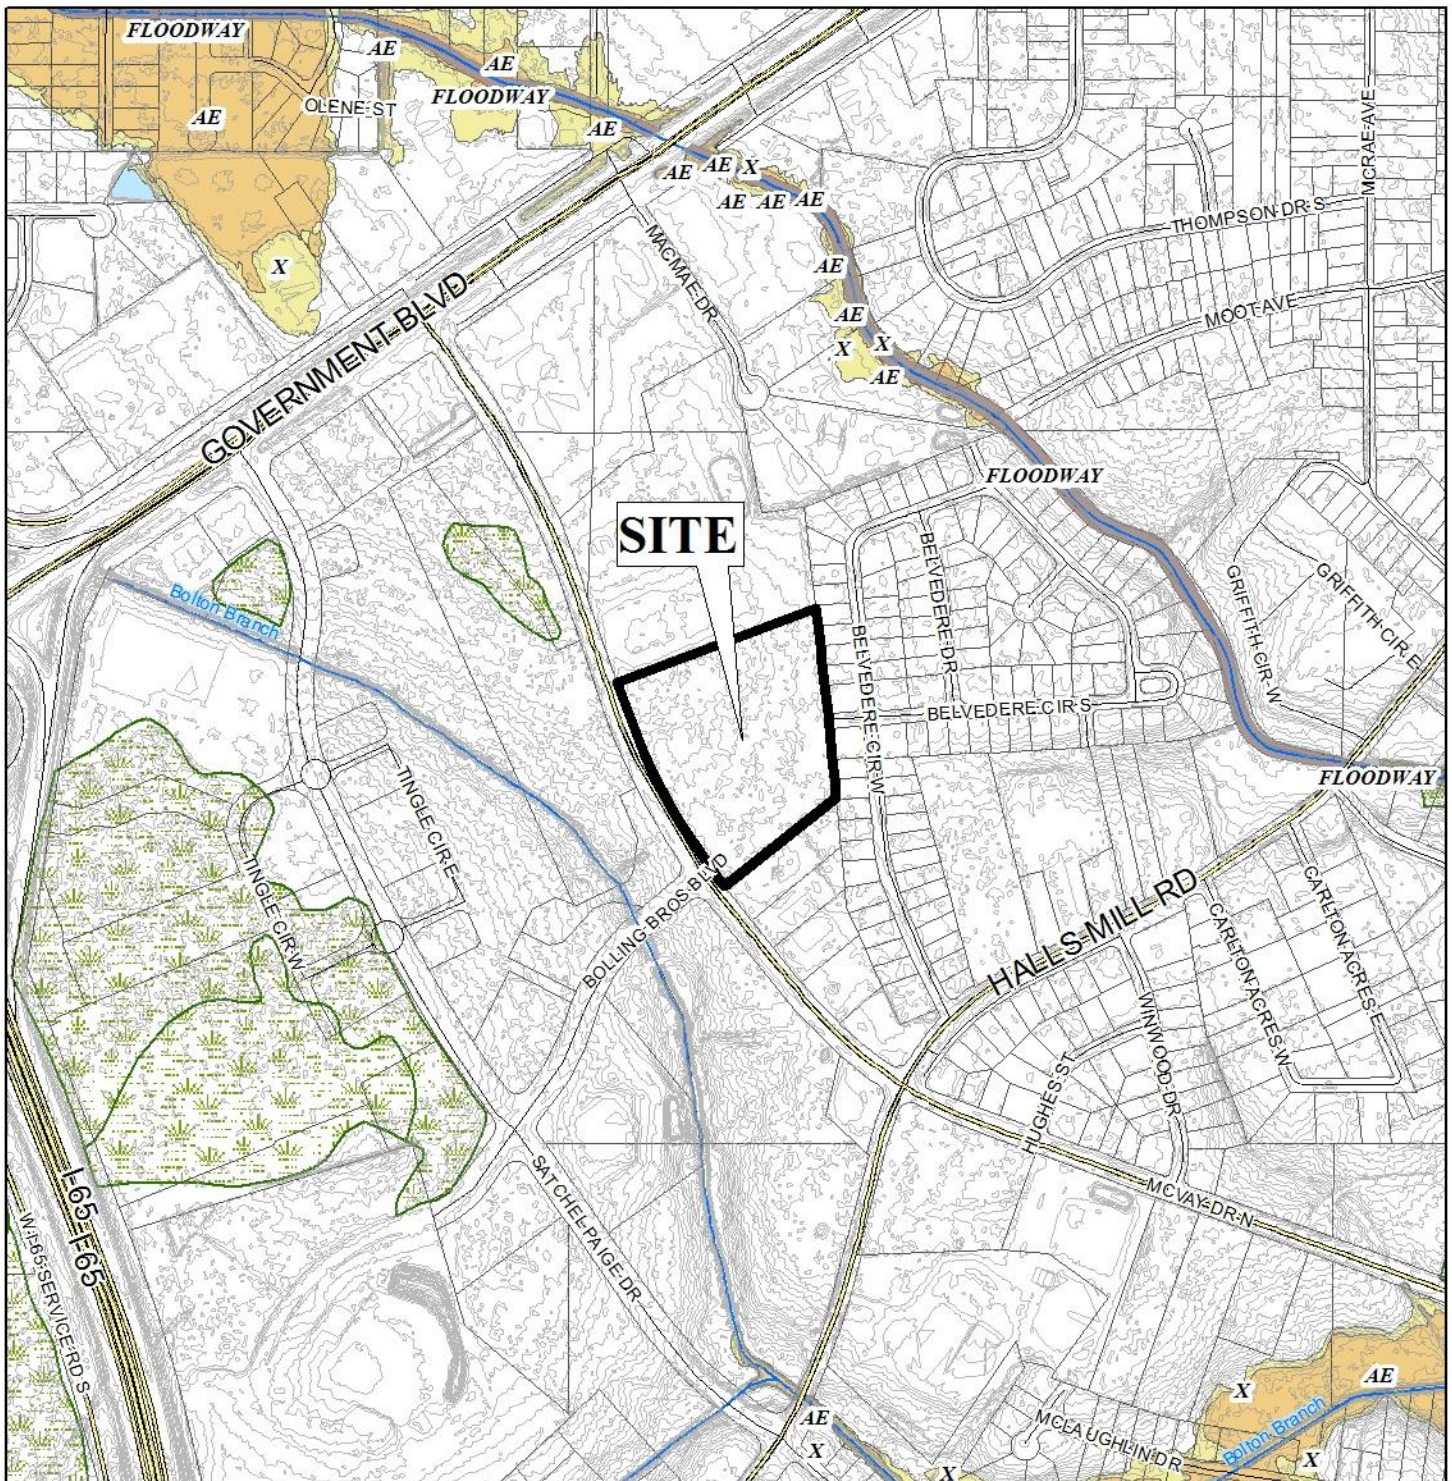 FLOODWAY
AE
AE
FLOODWAY
OLENE ST
AE
AE
AE
AE
X
AE
AE
AE
MCRAE AVE
THOMPSON DR S
MACMAE DR
X
AE
GOVERNMENT BLVD
AE
MOOT AVE
X
X
AE
FLOODWAY
SITE
BELVEDERE DR
GRIFFITH CIR W
GRIFFITH CIR E
Bolton Branch
BELVEDERE CIR W
BELVEDERE CIR S
FLOODWAY
TINGLE CIR E
TINGLE CIR W
BOLLING BROS BLVD
HALLS MILL RD
CARLTON ACRES W
CARLTON ACRES E
WINWOOD DR
HUGHES ST
I-65 I-65
W I-65 SERVICE RD S
SATCHEL PAIGE DR
MCVAY DR N
AE
X
Bolton Branch
AE
X
MCLAUGHLIN DR
X
X